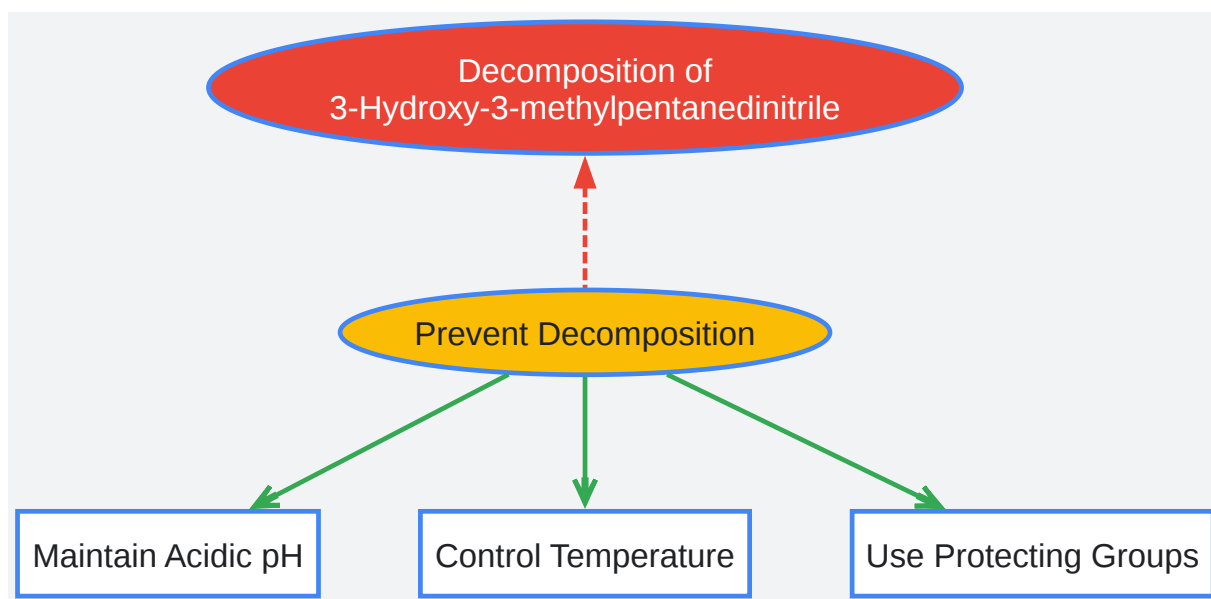 Decomposition of
3-Hydroxy-3-methylpentanedinitrile
Prevent Decomposition
Maintain Acidic pH
Control Temperature
Use Protecting Groups